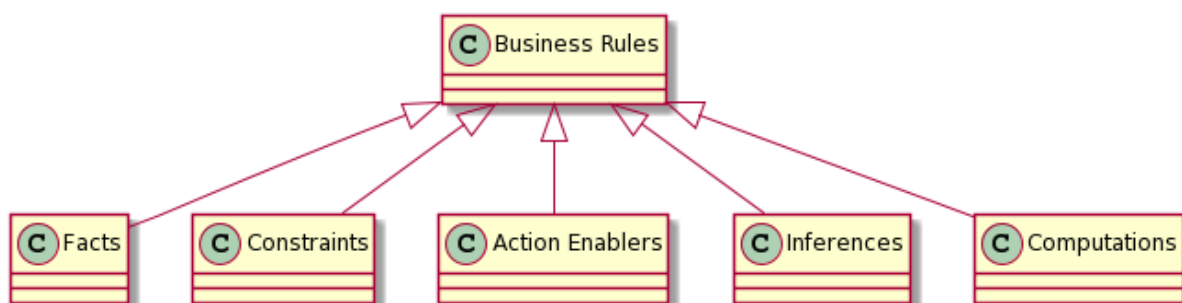 C Business Rules
C Facts
C Constraints
C Action Enablers
C Inferences
C Computations